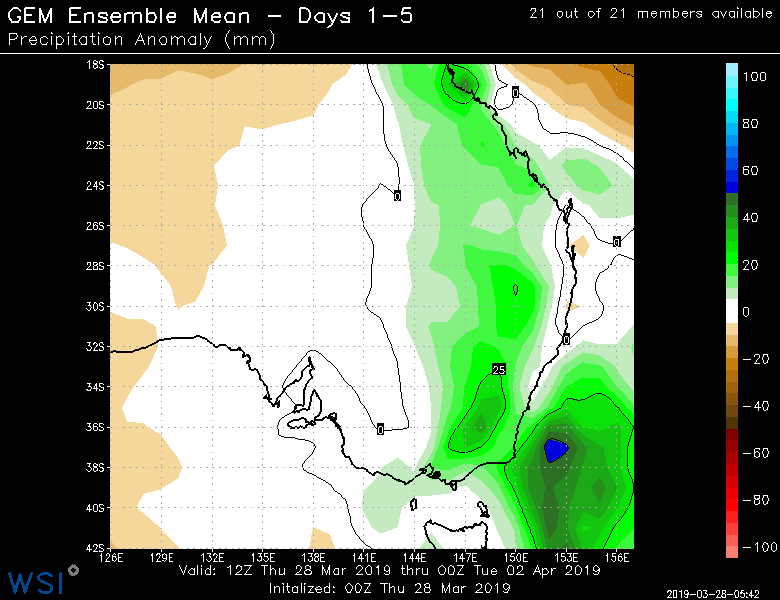 GEM Ensemble Mean - Days 1-5
21 out of 21 members available
Precipitation Anomaly (mm)
18S
20S
22S
24S
26S
28S
30S
32S
34S
36S
38S
40S
42S
0
0
0
0
25
0
126E 129E 132E 135E 138E 141E 144E 147E 150E 153E 156E
100
80
60
40
20
0
-20
-40
-60
-80
-100
Valid: 12Z Thu 28 Mar 2019 thru 00Z Tue 02 Apr 2019
Initalized: 00Z Thu 28 Mar 2019
WSI
2019-03-28-05:42